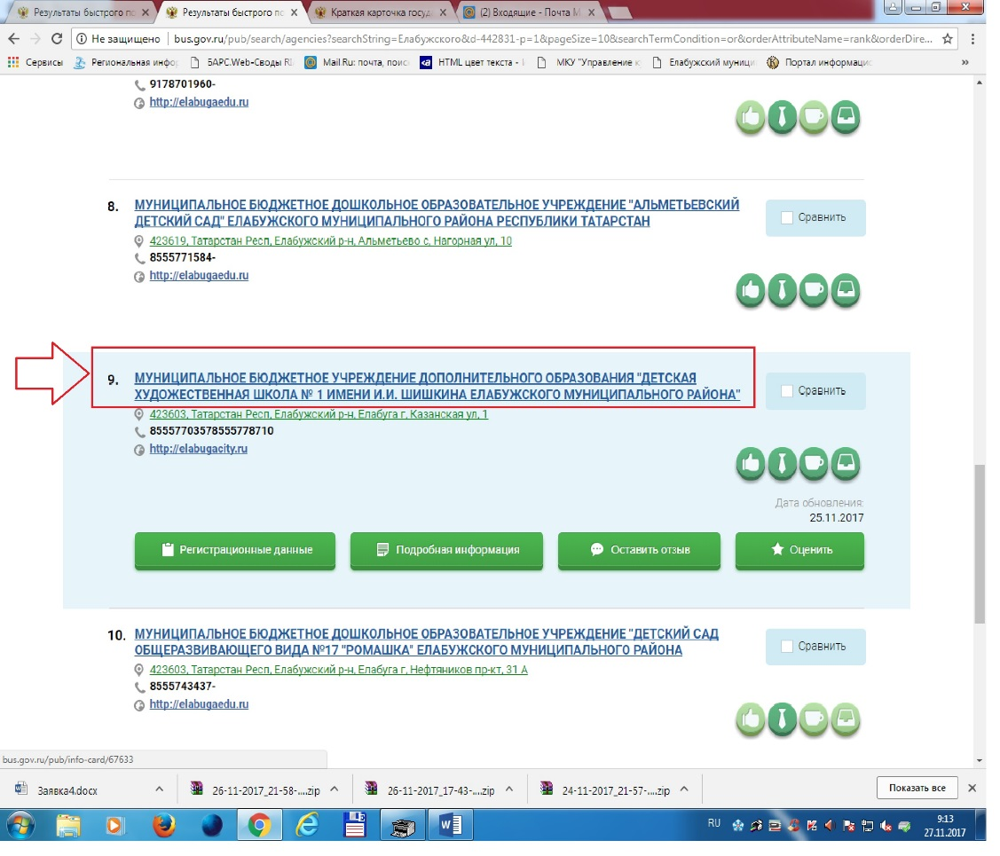 Результаты быстрого по
Результаты быстрого по
Краткая карточка госуд
(2) Входящие - Почта М
Не защищено
bus.gov.ru/pub/search/agencies?searchString=Елабужского&d-442831-p=1&pageSize=10&searchTermCondition=or&orderAttributeName=rank&orderDire...
Сервисы
Региональная инфо
БАРС.Web-Своды
Mail.Ru: почта, поис
HTML цвет текста -
МКУ "Управление
Елабужский муници
Портал информаци
»
9178701960-
http://elabugaedu.ru
8. МУНИЦИПАЛЬНОЕ БЮДЖЕТНОЕ ДОШКОЛЬНОЕ ОБРАЗОВАТЕЛЬНОЕ УЧРЕЖДЕНИЕ "АЛЬМЕТЬЕВСКИЙ
ДЕТСКИЙ САД" ЕЛАБУЖСКОГО МУНИЦИПАЛЬНОГО РАЙОНА РЕСПУБЛИКИ ТАТАРСТАН
Сравнить
423619, Татарстан Респ, Елабужский р-н, Альметьево с, Нагорная ул, 10
8555771584-
http://elabugaedu.ru
9. МУНИЦИПАЛЬНОЕ БЮДЖЕТНОЕ УЧРЕЖДЕНИЕ ДОПОЛНИТЕЛЬНОГО ОБРАЗОВАНИЯ "ДЕТСКАЯ
ХУДОЖЕСТВЕННАЯ ШКОЛА № 1 ИМЕНИ И.И. ШИШКИНА ЕЛАБУЖСКОГО МУНИЦИПАЛЬНОГО РАЙОНА"
Сравнить
423603, Татарстан Респ, Елабужский р-н, Елабуга г, Казанская ул, 1
85557703578555778710
http://elabugacity.ru
Дата обновления:
25.11.2017
Регистрационные данные
Подробная информация
Оставить отзыв
Оценить
10. МУНИЦИПАЛЬНОЕ БЮДЖЕТНОЕ ДОШКОЛЬНОЕ ОБРАЗОВАТЕЛЬНОЕ УЧРЕЖДЕНИЕ "ДЕТСКИЙ САД
ОБЩЕРАЗВИВАЮЩЕГО ВИДА №17 "РОМАШКА" ЕЛАБУЖСКОГО МУНИЦИПАЛЬНОГО РАЙОНА
Сравнить
423603, Татарстан Респ, Елабужский р-н, Елабуга г, Нефтяников пр-кт, 31 А
8555743437-
http://elabugaedu.ru
bus.gov.ru/pub/info-card/67633
Заявка4.docx
26-11-2017_21-58-....zip
26-11-2017_17-43-....zip
24-11-2017_21-57-....zip
Показать все
RU
9:13
27.11.2017